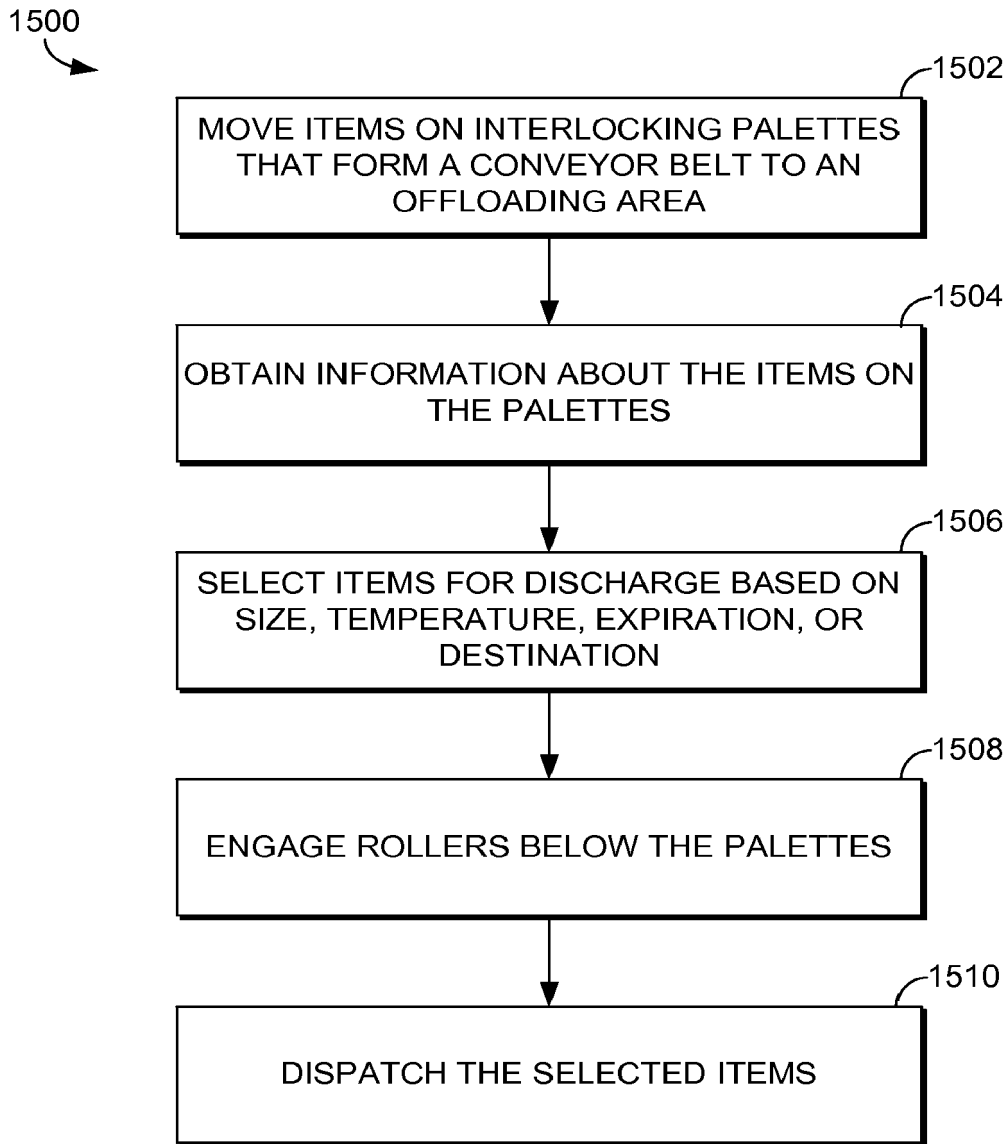 1500
1502
MOVE ITEMS ON INTERLOCKING PALETTES
THAT FORM A CONVEYOR BELT TO AN
OFFLOADING AREA
1504
OBTAIN INFORMATION ABOUT THE ITEMS ON
THE PALETTES
1506
SELECT ITEMS FOR DISCHARGE BASED ON
SIZE, TEMPERATURE, EXPIRATION, OR
DESTINATION
1508
ENGAGE ROLLERS BELOW THE PALETTES
1510
DISPATCH THE SELECTED ITEMS